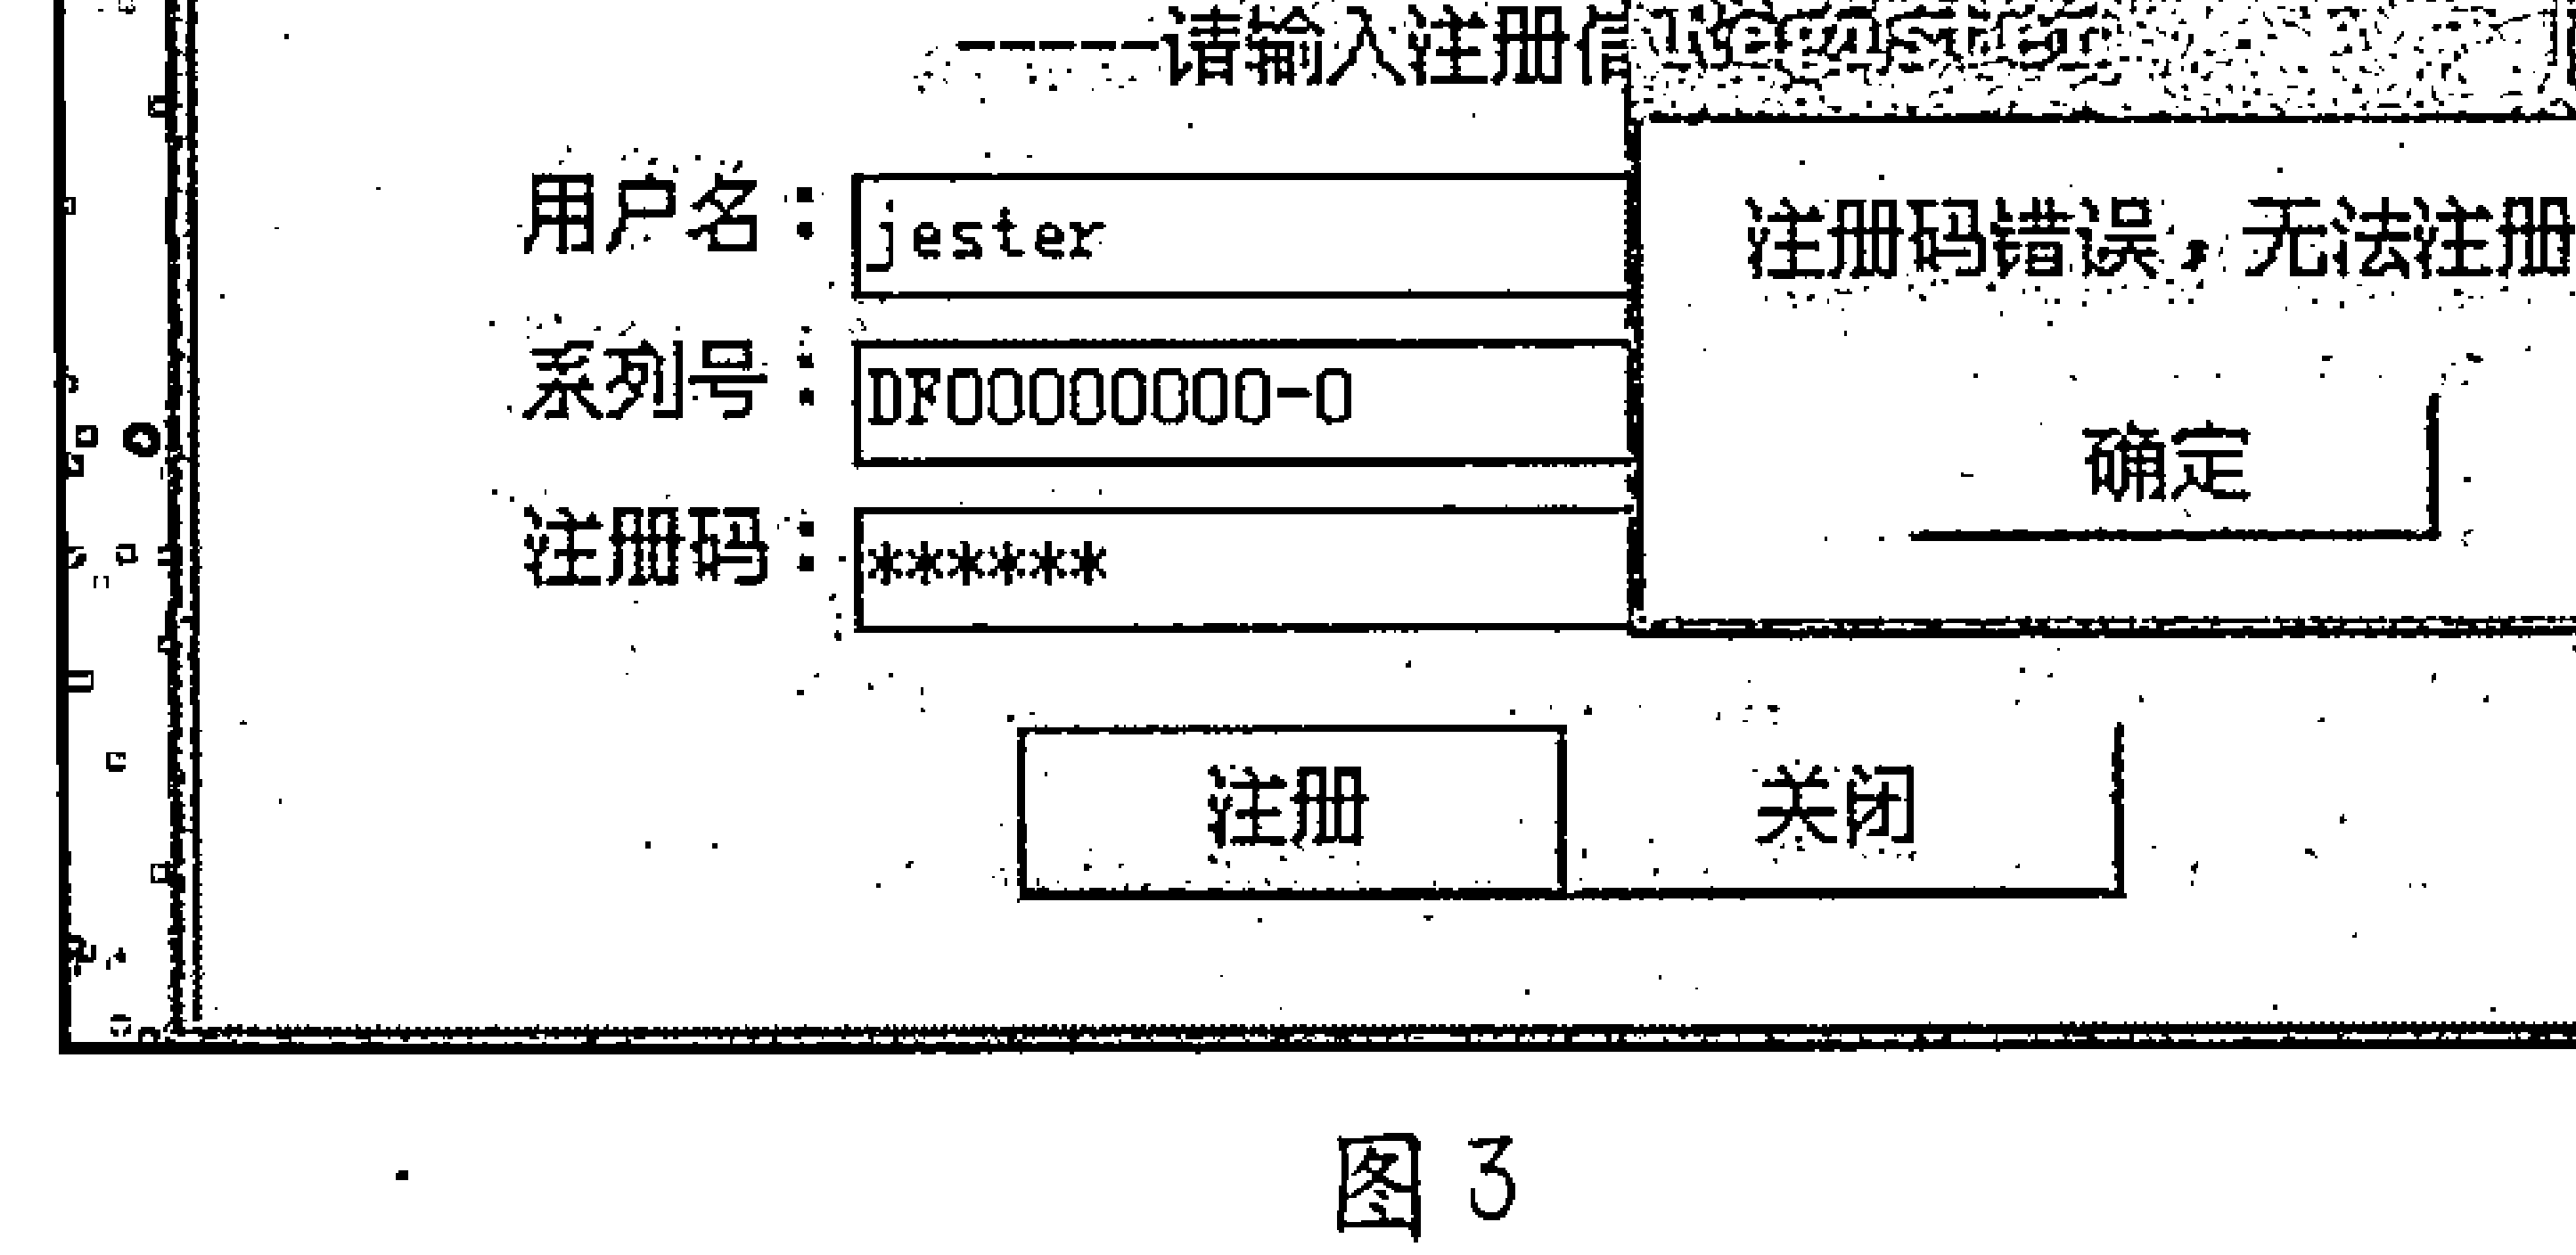 -----请输入注册信
Regester
用户名：jester
注册码错误，无法注册
系列号：DF00000000-0
确定
注册码：******
注册 关闭
图 3